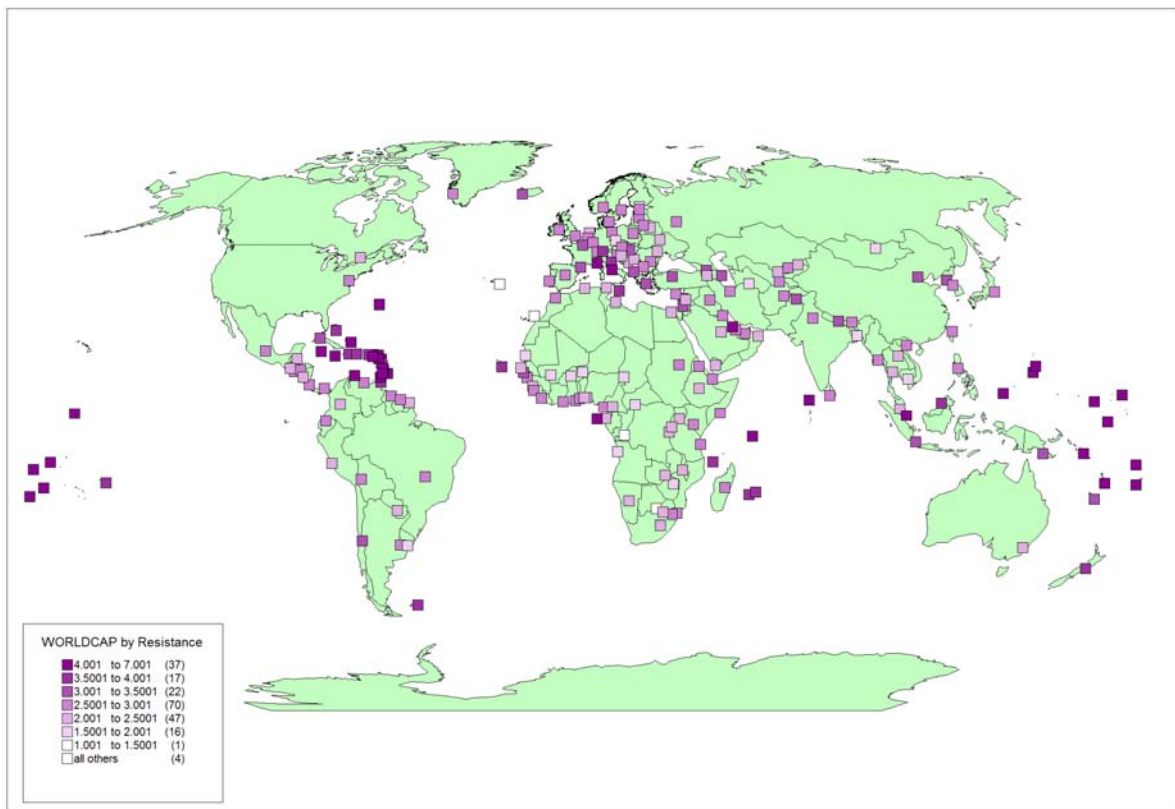 WORLDCAP by Resistance
4.001 to 7.001 (37)
3.5001 to 4.001 (17)
3.001 to 3.5001 (22)
2.5001 to 3.001 (70)
2.001 to 2.5001 (47)
1.5001 to 2.001 (16)
1.001 to 1.5001 (1)
all others (4)